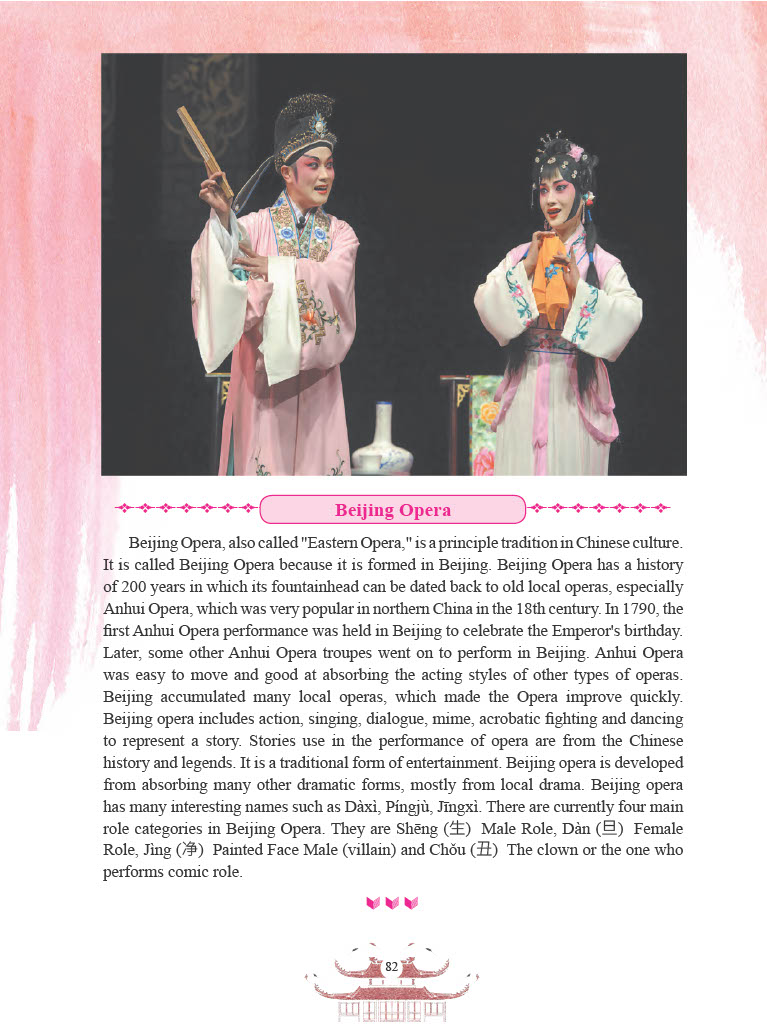 Beijing Opera
Beijing Opera, also called "Eastern Opera," is a principle tradition in Chinese culture.
It is called Beijing Opera because it is formed in Beijing. Beijing Opera has a history
of 200 years in which its fountainhead can be dated back to old local operas, especially
Anhui Opera, which was very popular in northern China in the 18th century. In 1790, the
first Anhui Opera performance was held in Beijing to celebrate the Emperor's birthday.
Later, some other Anhui Opera troupes went on to perform in Beijing. Anhui Opera
was easy to move and good at absorbing the acting styles of other types of operas.
Beijing accumulated many local operas, which made the Opera improve quickly.
Beijing opera includes action, singing, dialogue, mime, acrobatic fighting and dancing
to represent a story. Stories use in the performance of opera are from the Chinese
history and legends. It is a traditional form of entertainment. Beijing opera is developed
from absorbing many other dramatic forms, mostly from local drama. Beijing opera
has many interesting names such as Dàxì, Píngjù, Jīngxì. There are currently four main
role categories in Beijing Opera. They are Shēng (生) Male Role, Dàn (旦) Female
Role, Jìng (净) Painted Face Male (villain) and Chǒu (丑) The clown or the one who
performs comic role.
82